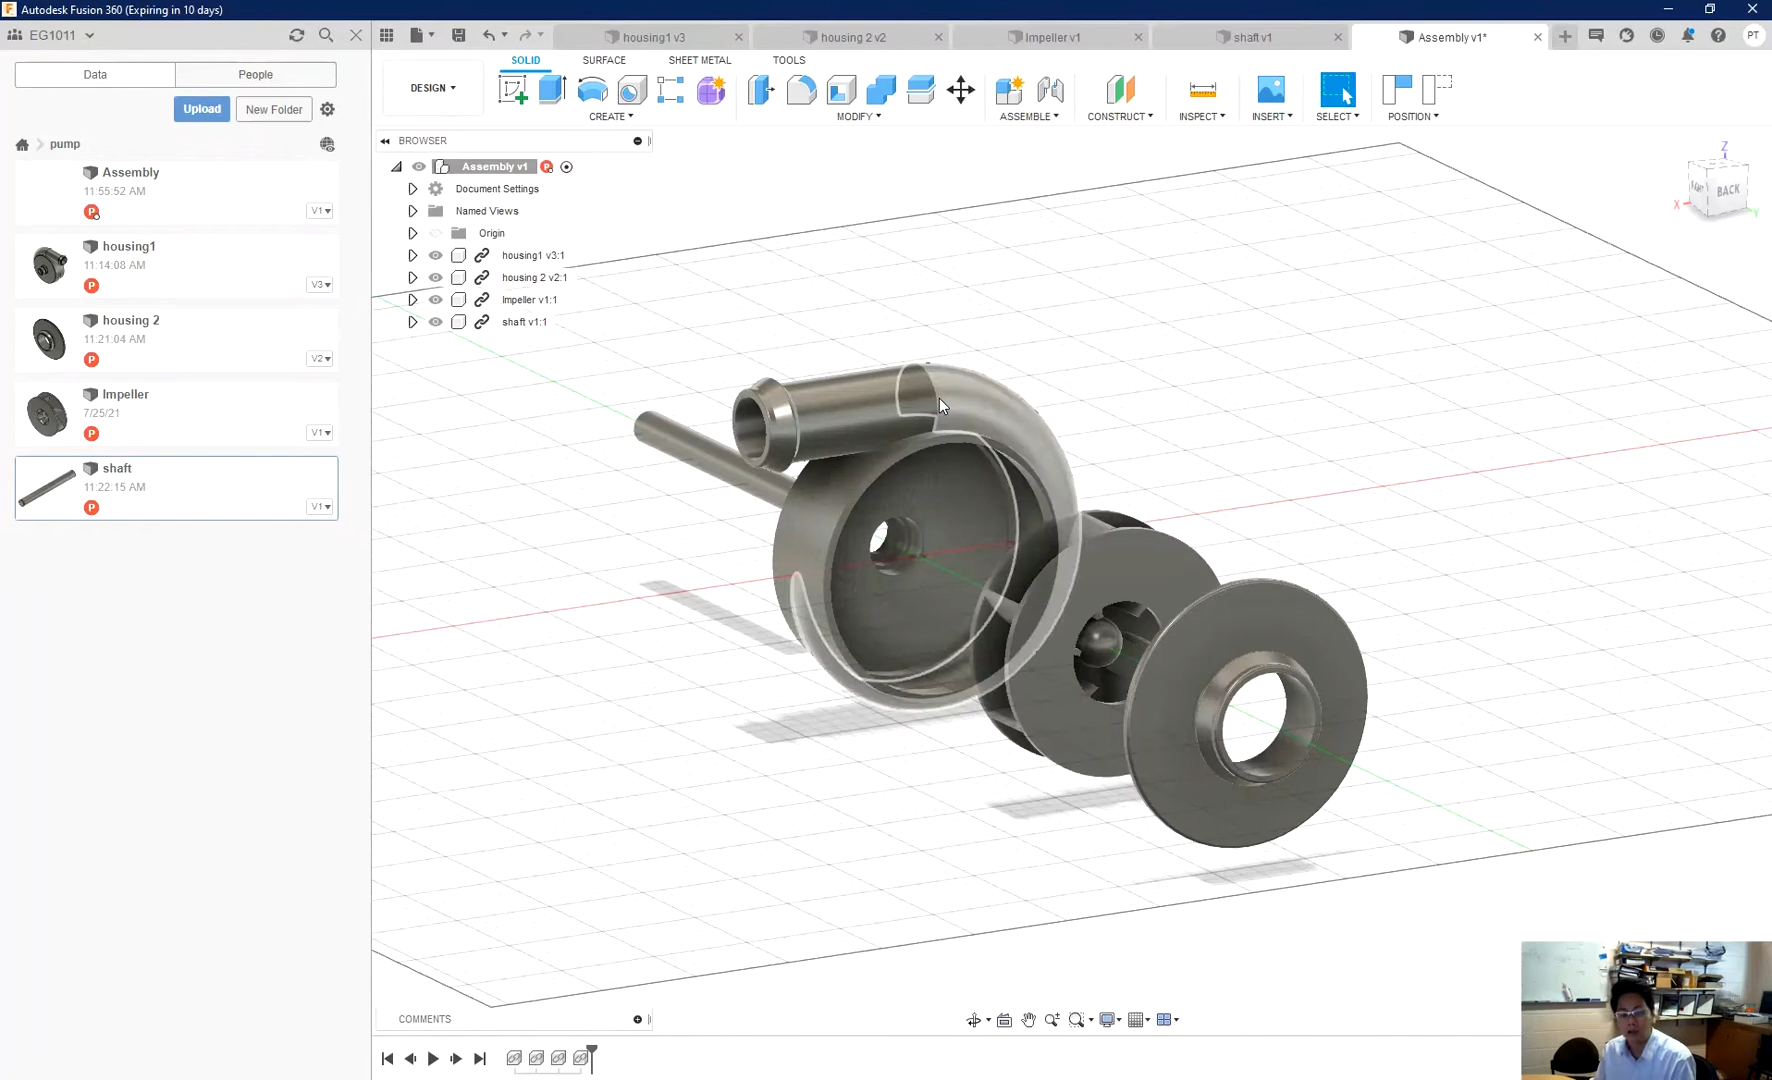 Autodesk Fusion 360 (Expiring in 10 days)
EG1011
housing1 v3
housing 2 v2
Impeller v1
shaft v1
Assembly v1*
PT
Data
People
Upload
New Folder
pump
Assembly
11:55:52 AM
P
V1
housing1
11:14:08 AM
P
V3
housing 2
11:21:04 AM
P
V2
Impeller
7/25/21
P
V1
shaft
11:22:15 AM
P
V1
DESIGN
SOLID
SURFACE
SHEET METAL
TOOLS
CREATE
MODIFY
ASSEMBLE
CONSTRUCT
INSPECT
INSERT
SELECT
POSITION
BROWSER
Assembly v1
P
Document Settings
Named Views
Origin
housing1 v3:1
housing 2 v2:1
Impeller v1:1
shaft v1:1
Z
BACK
X
Y
COMMENTS